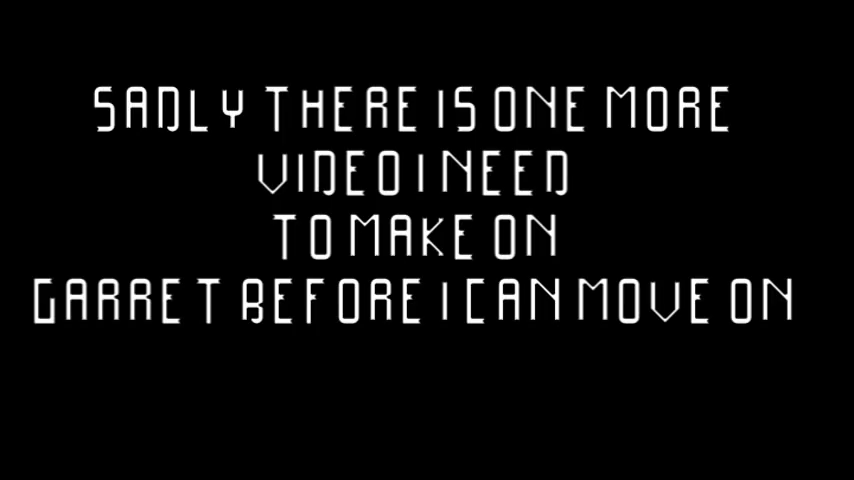 SADLY THERE IS ONE MORE
VIDEO I NEED
TO MAKE ON
GARRET BEFORE I CAN MOVE ON